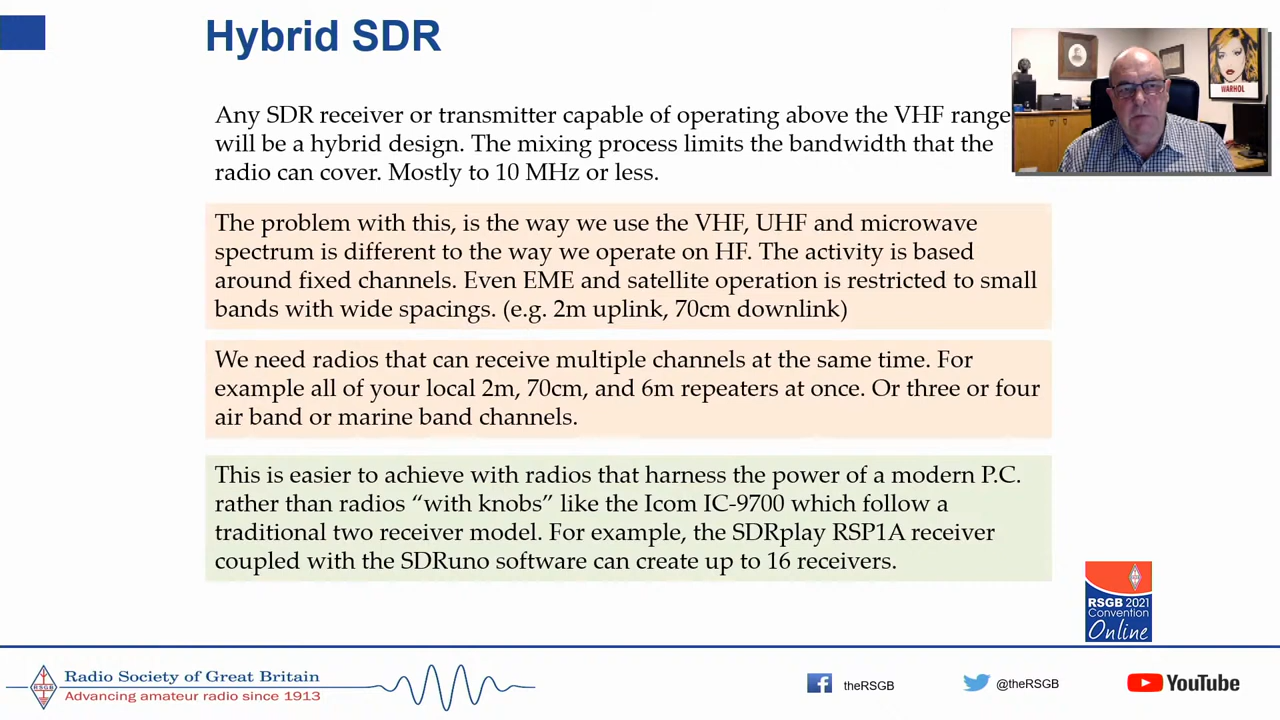 Hybrid SDR
Any SDR receiver or transmitter capable of operating above the VHF range
will be a hybrid design. The mixing process limits the bandwidth that the
radio can cover. Mostly to 10 MHz or less.
WARHOL
The problem with this, is the way we use the VHF, UHF and microwave
spectrum is different to the way we operate on HF. The activity is based
around fixed channels. Even EME and satellite operation is restricted to small
bands with wide spacings. (e.g. 2m uplink, 70cm downlink)
We need radios that can receive multiple channels at the same time. For
example all of your local 2m, 70cm, and 6m repeaters at once. Or three or four
air band or marine band channels.
This is easier to achieve with radios that harness the power of a modern P.C.
rather than radios “with knobs” like the Icom IC-9700 which follow a
traditional two receiver model. For example, the SDRplay RSP1A receiver
coupled with the SDRuno software can create up to 16 receivers.
RSGB 2021
Convention
Online
RSGB
Radio Society of Great Britain
Advancing amateur radio since 1913
theRSGB
@theRSGB
YouTube